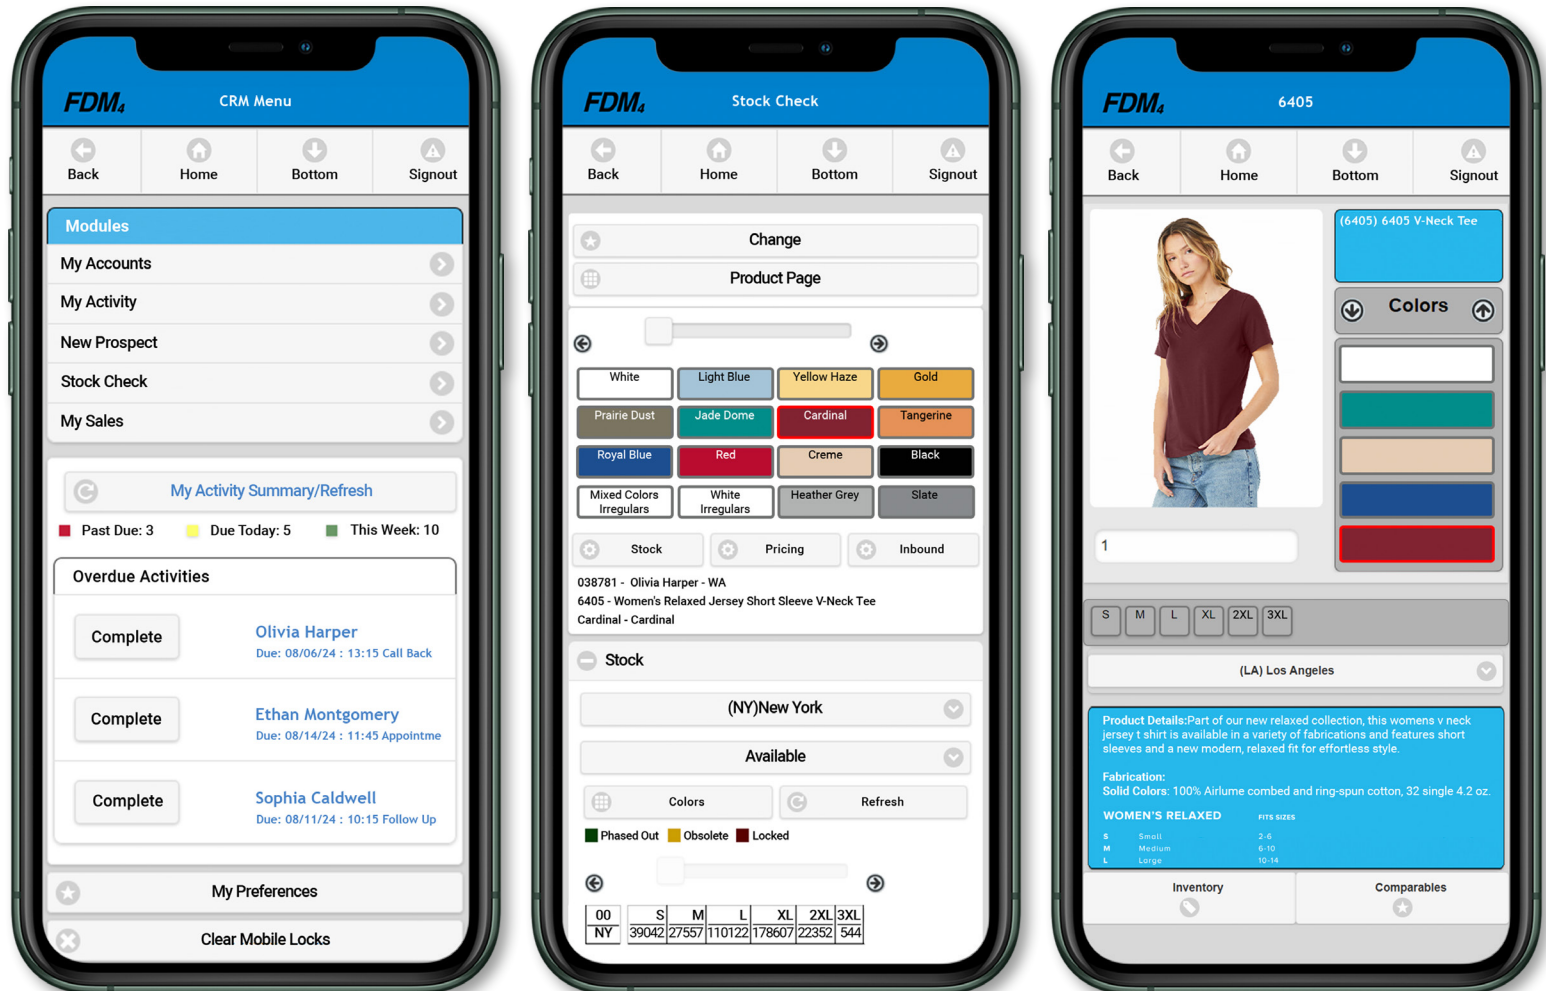 FDM4
CRM Menu
Back
Home
Bottom
Signout
Modules
My Accounts
My Activity
New Prospect
Stock Check
My Sales
My Activity Summary/Refresh
Past Due: 3
Due Today: 5
This Week: 10
Overdue Activities
Complete
Olivia Harper
Due: 08/06/24 : 13:15 Call Back
Complete
Ethan Montgomery
Due: 08/14/24 : 11:45 Appointme
Complete
Sophia Caldwell
Due: 08/11/24 : 10:15 Follow Up
My Preferences
Clear Mobile Locks
FDM4
Stock Check
Back
Home
Bottom
Signout
Change
Product Page
White
Light Blue
Yellow Haze
Gold
Prairie Dust
Jade Dome
Cardinal
Tangerine
Royal Blue
Red
Creme
Black
Mixed Colors
Irregulars
White
Irregulars
Heather Grey
Slate
Stock
Pricing
Inbound
038781 - Olivia Harper - WA
6405 - Women's Relaxed Jersey Short Sleeve V-Neck Tee
Cardinal - Cardinal
Stock
(NY)New York
Available
Colors
Refresh
Phased Out
Obsolete
Locked
00 S M L XL 2XL 3XL
NY 39042 27557 110122 178607 22352 544
FDM4
6405
Back
Home
Bottom
Signout
(6405) 6405 V-Neck Tee
Colors
1
S
M
L
XL
2XL
3XL
(LA) Los Angeles
Product Details:Part of our new relaxed collection, this womens v neck
jersey t shirt is available in a variety of fabrications and features short
sleeves and a new modern, relaxed fit for effortless style.
Fabrication:
Solid Colors: 100% Airlume combed and ring-spun cotton, 32 single 4.2 oz.
WOMEN'S RELAXED FITS SIZES
S Small 2-6
M Medium 6-10
L Large 10-14
Inventory
Comparables